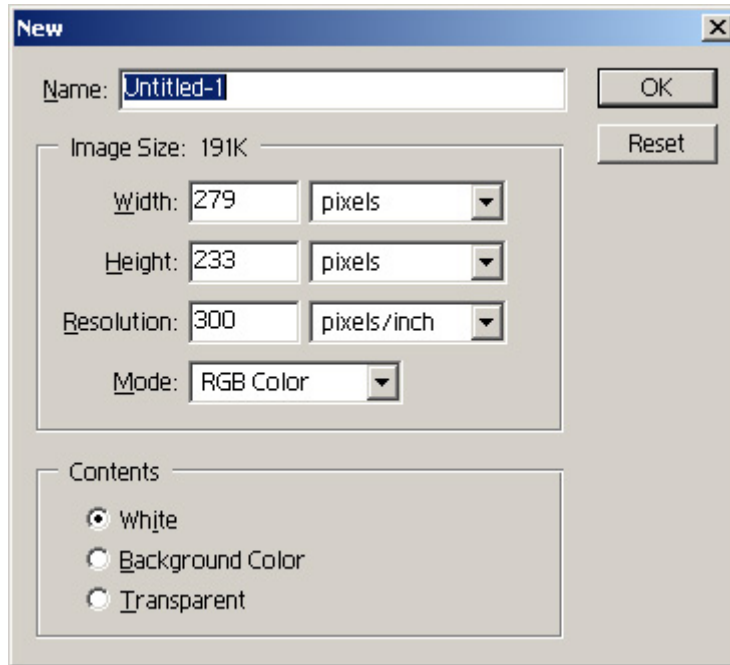 New
Name: Untitled-1 OK
Image Size: 191K Reset
Width: 279 pixels
Height: 233 pixels
Resolution: 300 pixels/inch
Mode: RGB Color
Contents
White
Background Color
Transparent